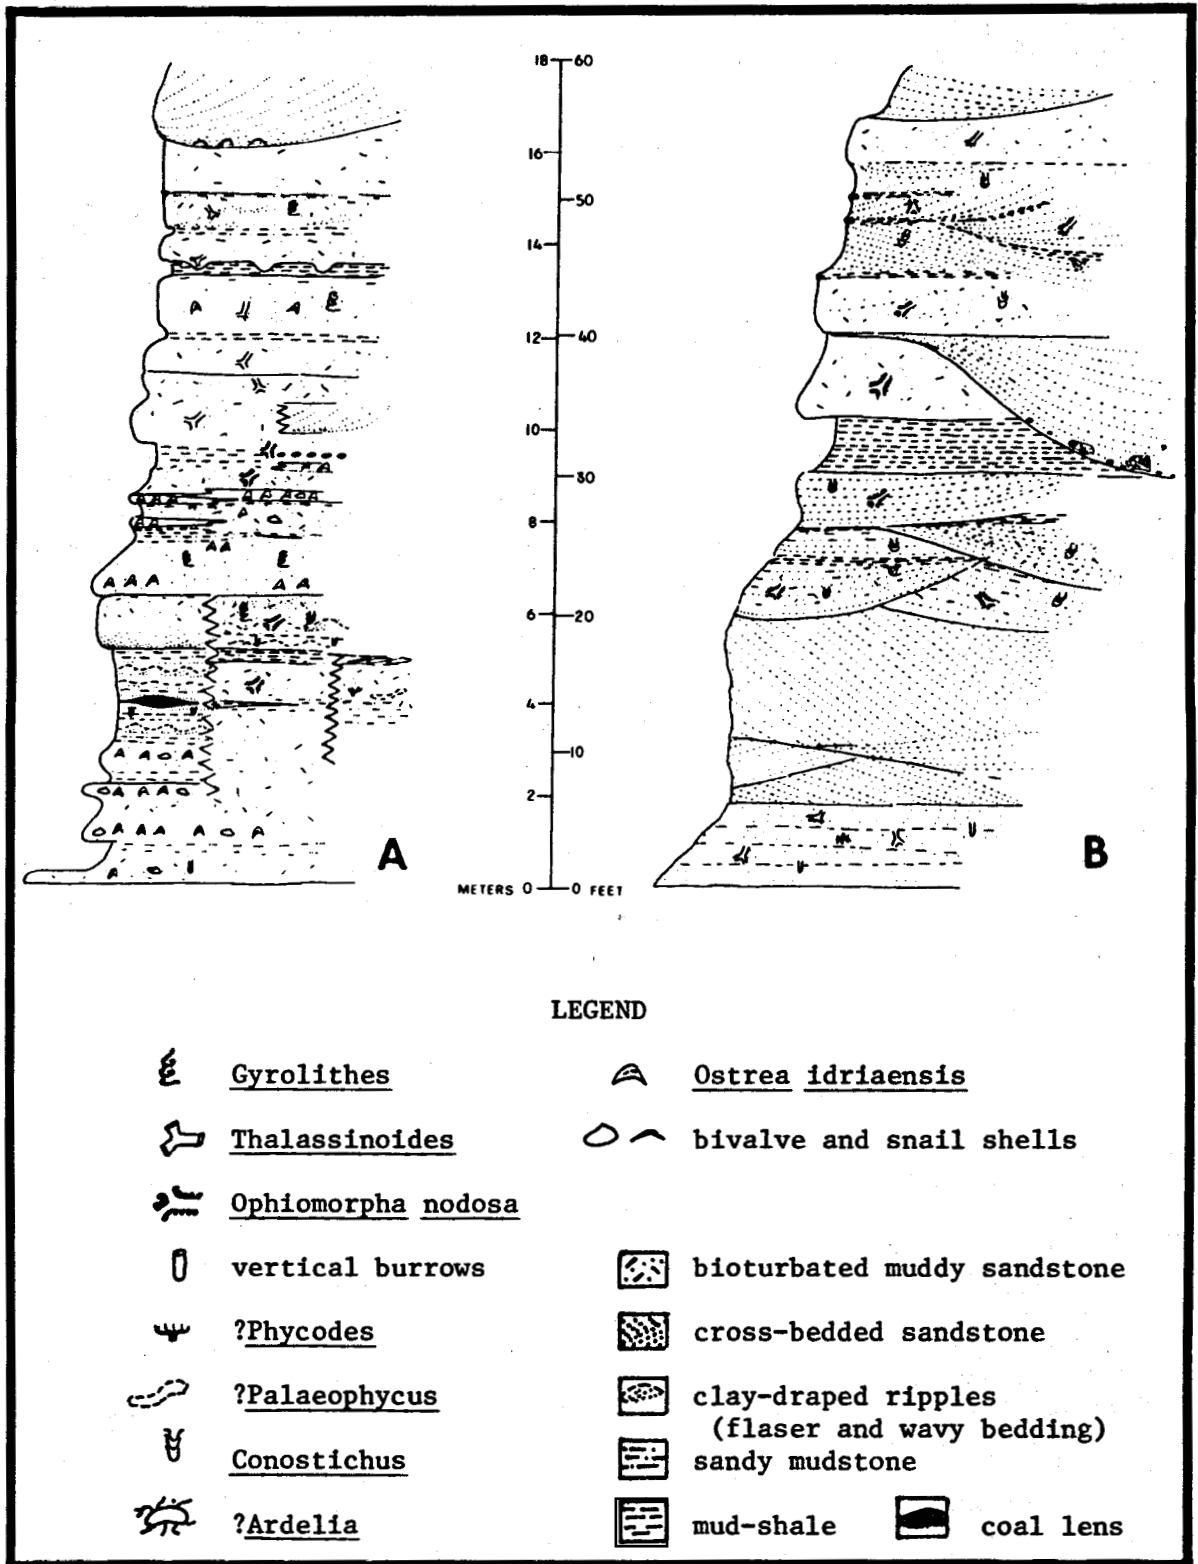 18 60
16
50
14
12 40
10
30
8
6 20
4
10
2
A
B
METERS 0 0 FEET
LEGEND
Gyrolithes
Ostrea idriaensis
Thalassinoides
bivalve and snail shells
Ophiomorpha nodosa
vertical burrows
bioturbated muddy sandstone
?Phycodes
cross-bedded sandstone
?Palaeophycus
clay-draped ripples
(flaser and wavy bedding)
Conostichus
sandy mudstone
?Ardelia
mud-shale
coal lens